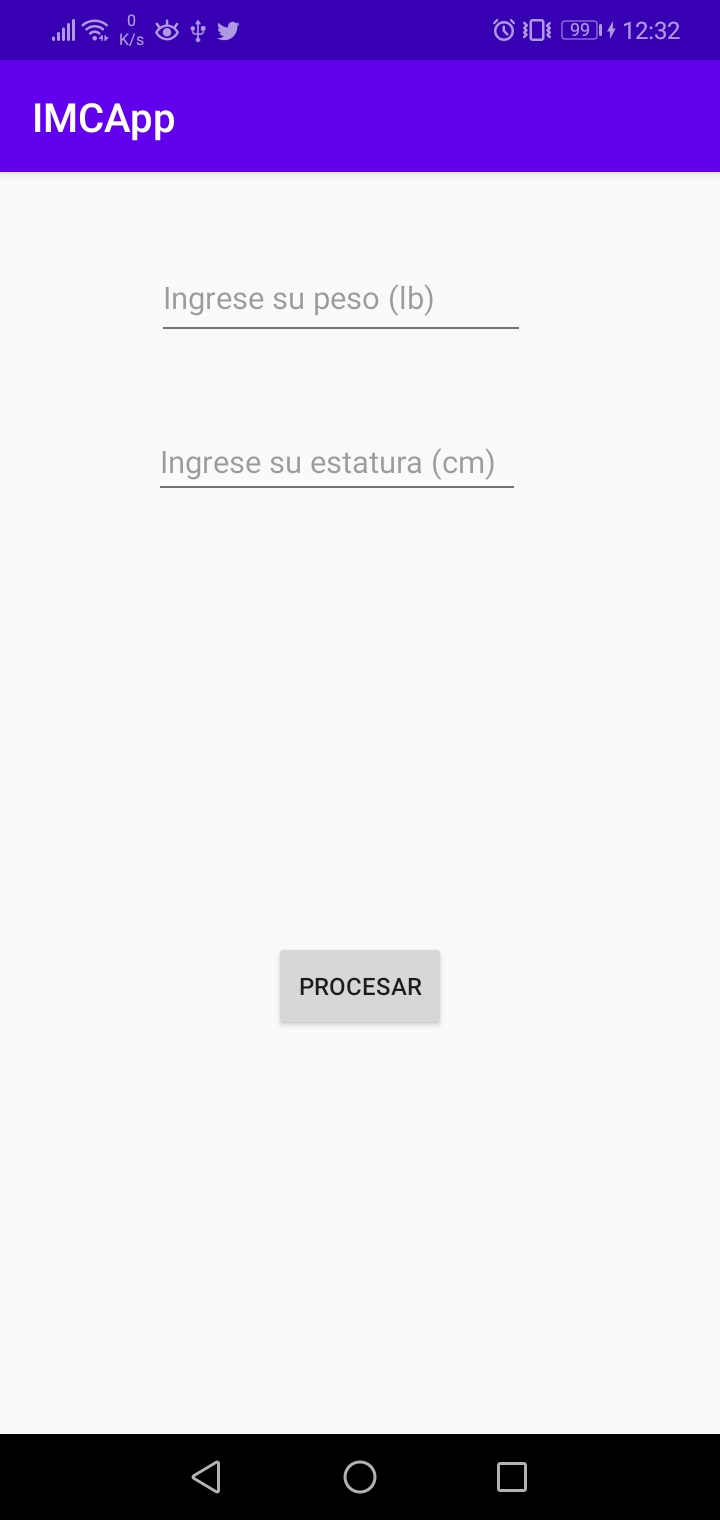 0
K/s
99
12:32
IMCApp
Ingrese su peso (lb)
Ingrese su estatura (cm)
PROCESAR